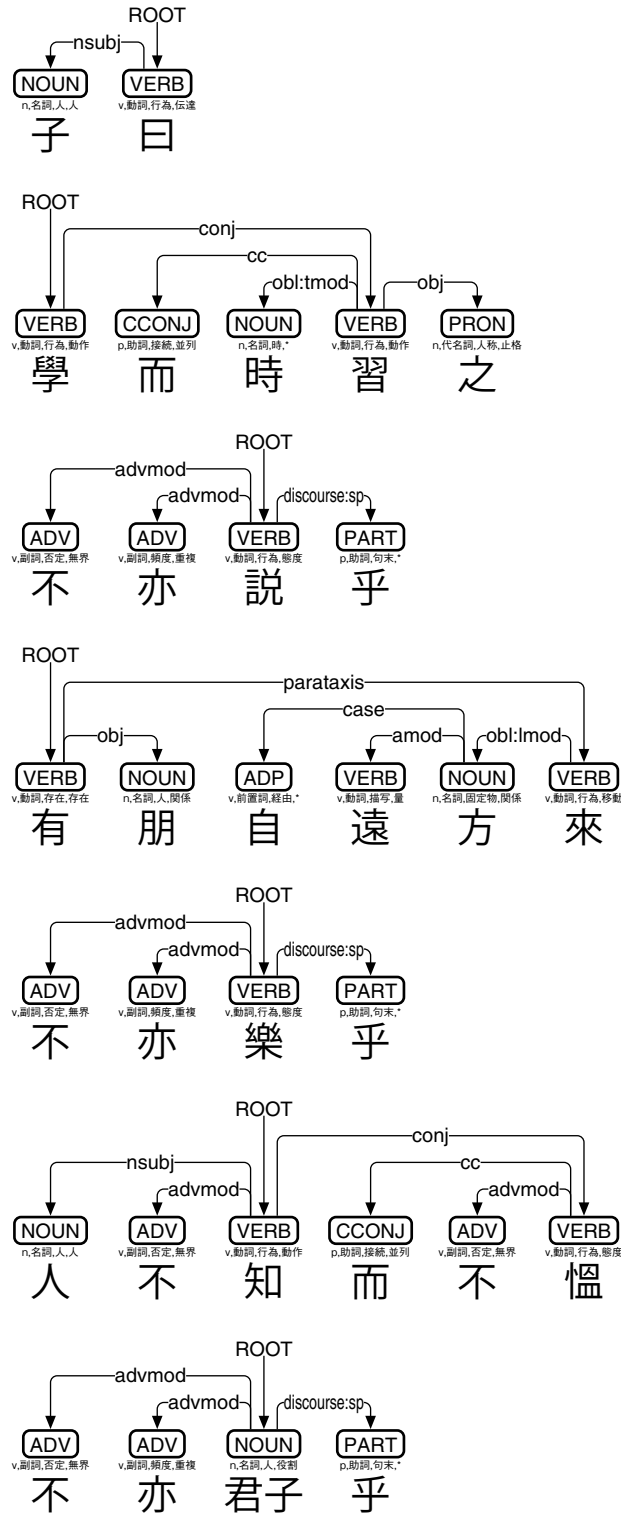 ROOT
nsubj
NOUN VERB
n,名詞,人,人 v,動詞,行為,伝達
子 曰
ROOT
conj
cc
obl:tmod obj
VERB CCONJ NOUN VERB PRON
v,動詞,行為,動作 p,助詞,接続,並列 n,名詞,時,* v,動詞,行為,動作 n,代名詞,人称,止格
學 而 時 習 之
ROOT
advmod
advmod discourse:sp
ADV ADV VERB PART
v,副詞,否定,無界 v,副詞,頻度,重複 v,動詞,行為,態度 p,助詞,句末,*
不 亦 説 乎
ROOT
parataxis
case
obj amod obl:lmod
VERB NOUN ADP VERB NOUN VERB
v,動詞,存在,存在 n,名詞,人,関係 v,前置詞,経由,* v,動詞,描写,量 n,名詞,固定物,関係 v,動詞,行為,移動
有 朋 自 遠 方 來
ROOT
advmod
advmod discourse:sp
ADV ADV VERB PART
v,副詞,否定,無界 v,副詞,頻度,重複 v,動詞,行為,態度 p,助詞,句末,*
不 亦 樂 乎
ROOT
conj
nsubj cc
advmod advmod
NOUN ADV VERB CCONJ ADV VERB
n,名詞,人,人 v,副詞,否定,無界 v,動詞,行為,動作 p,助詞,接続,並列 v,副詞,否定,無界 v,動詞,行為,態度
人 不 知 而 不 慍
ROOT
advmod
advmod discourse:sp
ADV ADV NOUN PART
v,副詞,否定,無界 v,副詞,頻度,重複 n,名詞,人,役割 p,助詞,句末,*
不 亦 君子 乎